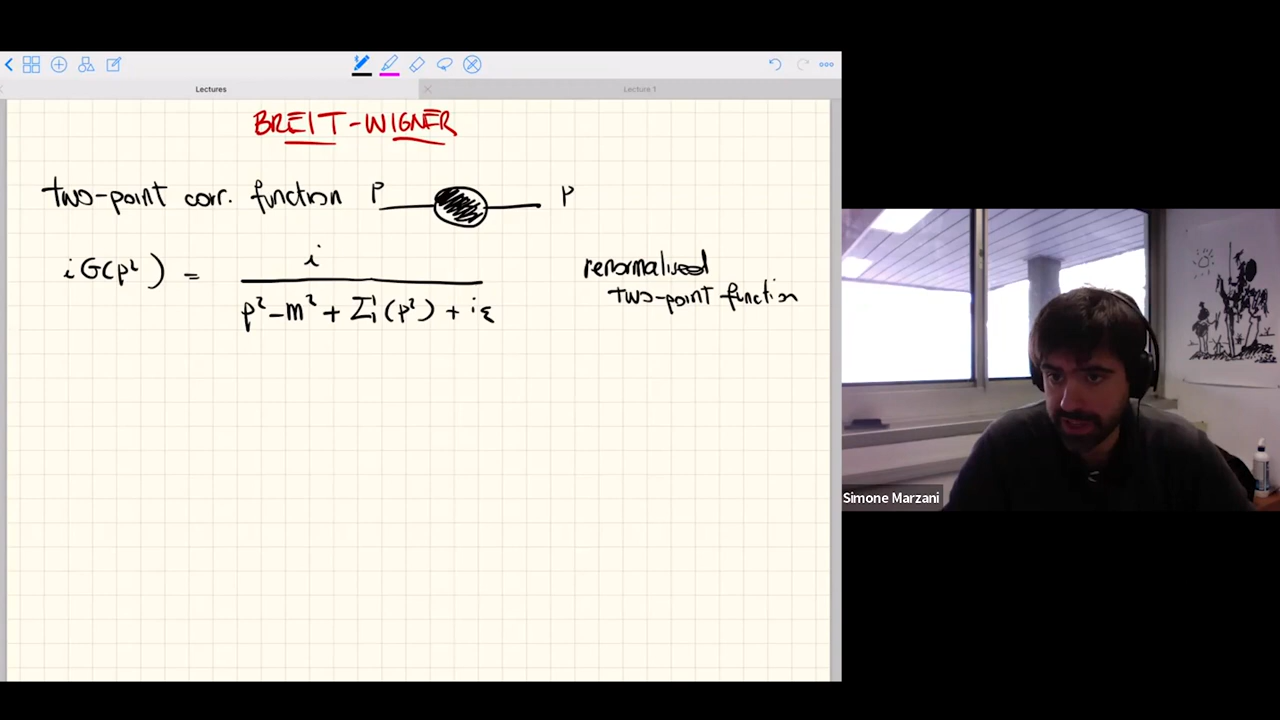 Lectures
Lecture 1
BREIT-WIGNER
two-point corr. function P P
iG(p²) = i / (p² - m² + Σ(p²) + iε)
renormalised
two-point function
Simone Marzani